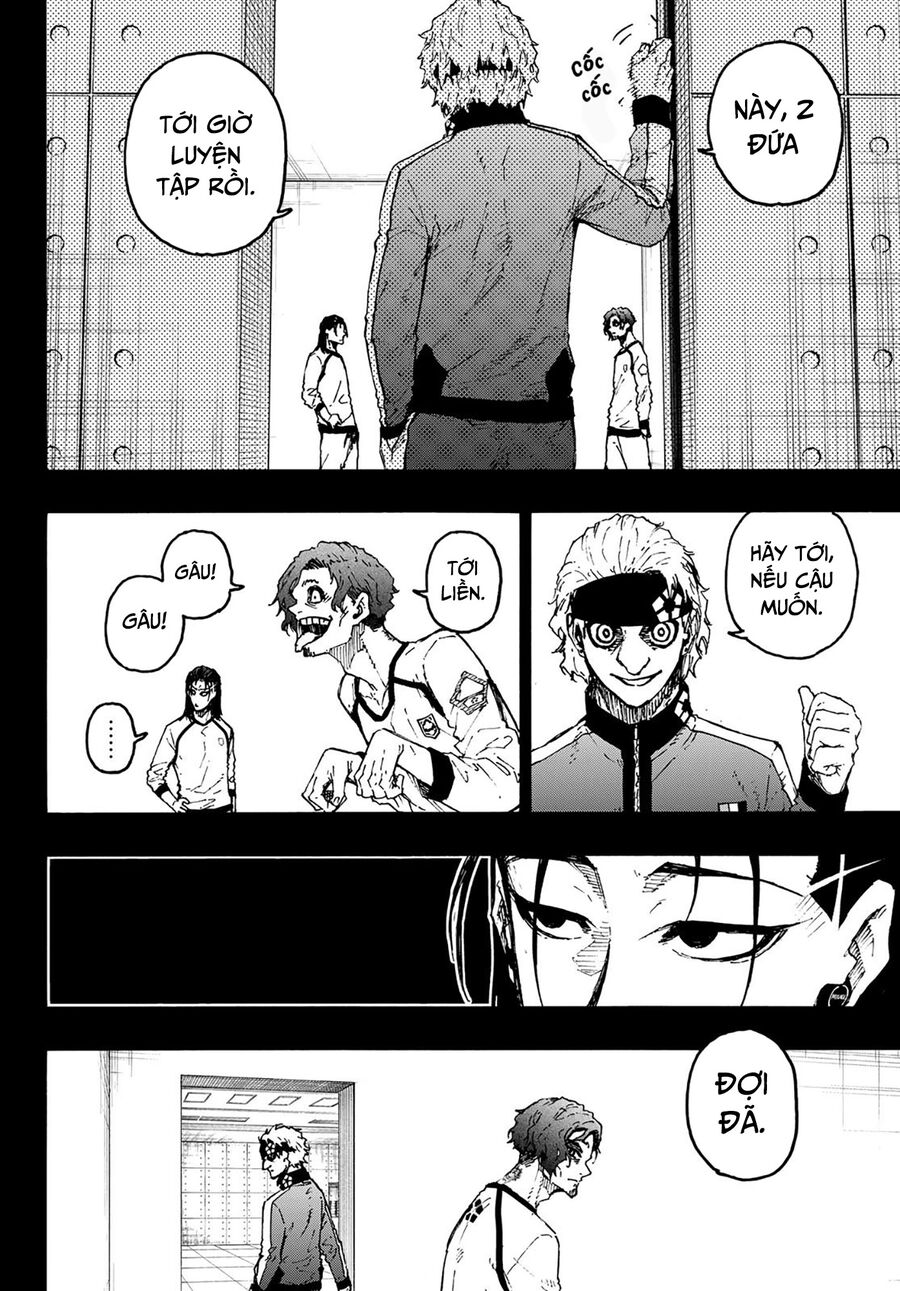 NÀY, 2
ĐỨA
CỐC
CỐC
TỚI GIỜ
LUYỆN
TẬP RỒI.
HÃY TỚI,
NẾU CẬU
MUỐN.
TỚI
LIỀN.
GÂU!
GÂU!
......
ĐỢI
ĐÃ.